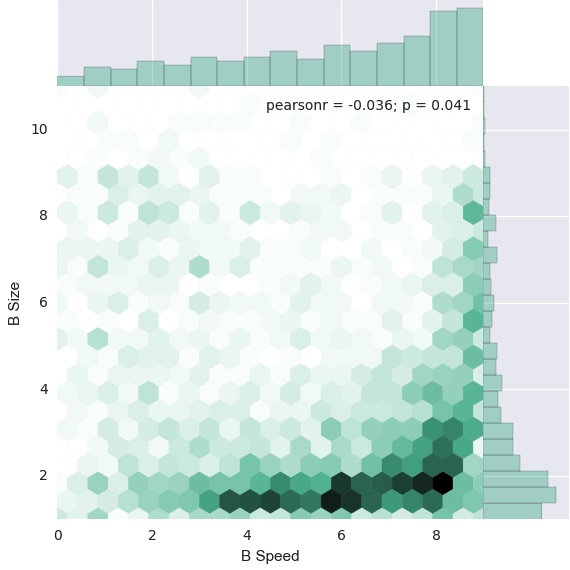 pearsonr = -0.036; p = 0.041
10
8
6
4
2
B Size
0 2 4 6 8
B Speed